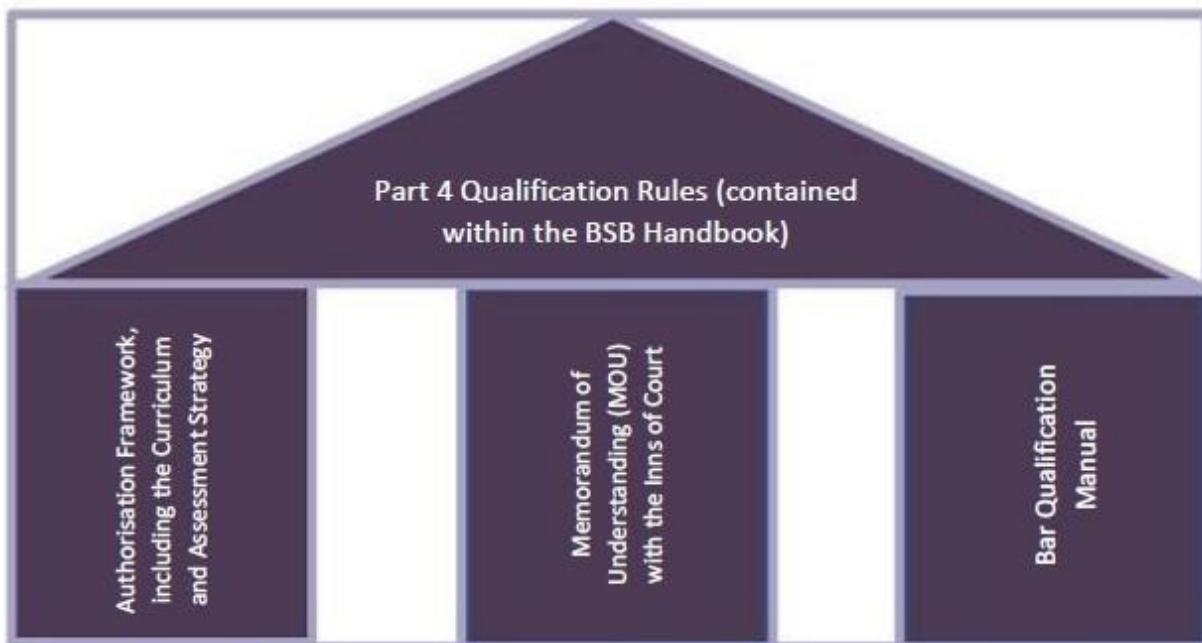 Part 4 Qualification Rules (contained
within the BSB Handbook)
Authorisation Framework,
including the Curriculum
and Assessment Strategy
Memorandum of
Understanding (MOU)
with the Inns of Court
Bar Qualification
Manual